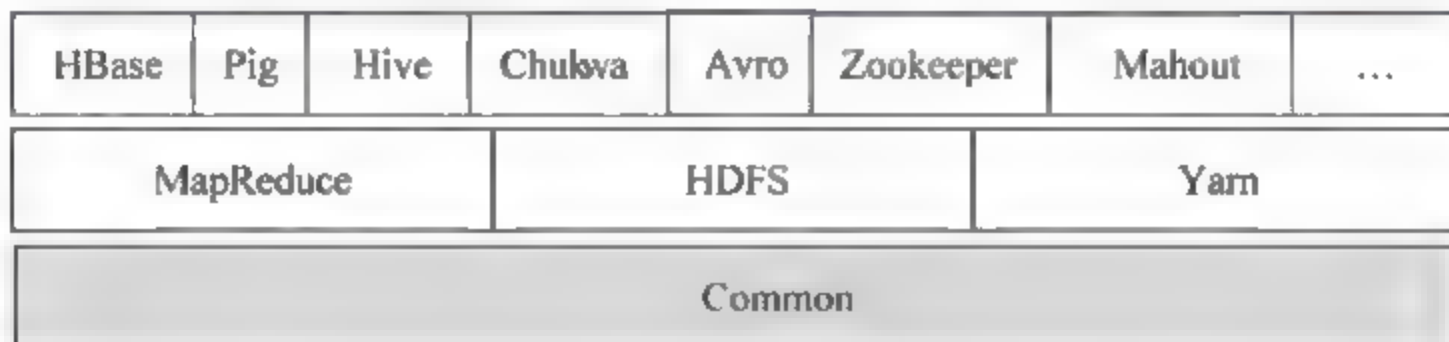 HBase Pig Hive Chukwa Avro Zookeeper Mahout ...
MapReduce HDFS Yarn
Common